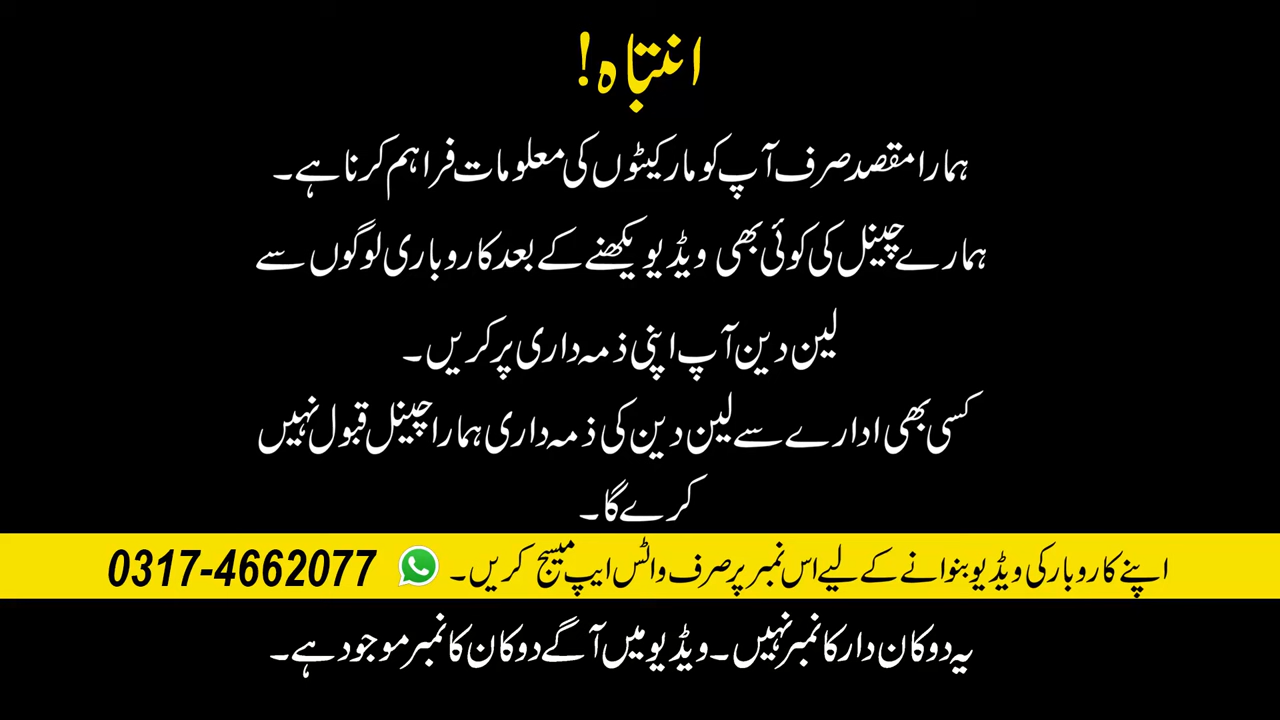 انتباہ!
ہمارا مقصد صرف آپ کو مارکیٹوں کی معلومات فراہم کرنا ہے۔
ہمارے چینل کی کوئی بھی ویڈیو یکھنے کے بعد کاروباری لوگوں سے
لین دین آپ اپنی ذمہ داری پر کریں۔
کسی بھی ادارے سے لین دین کی ذمہ داری ہمارا چینل قبول نہیں
کرے گا۔
اپنے کاروبار کی ویڈیو بنوانے کے لیے اس نمبر پر صرف واٹس ایپ میسج کریں۔ 0317-4662077
یہ دوکان دار کا نمبر نہیں۔ ویڈیو میں آگے دوکان کا نمبر موجود ہے۔